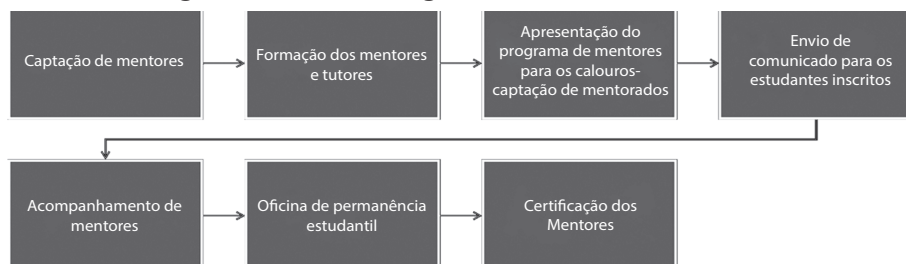 Captação de mentores
Formação dos mentores
e tutores
Apresentação do
programa de mentores
para os calouros-
captação de mentorados
Envio de
comunicado para os
estudantes inscritos
Acompanhamento de
mentores
Oficina de permanência
estudantil
Certificação dos
Mentores